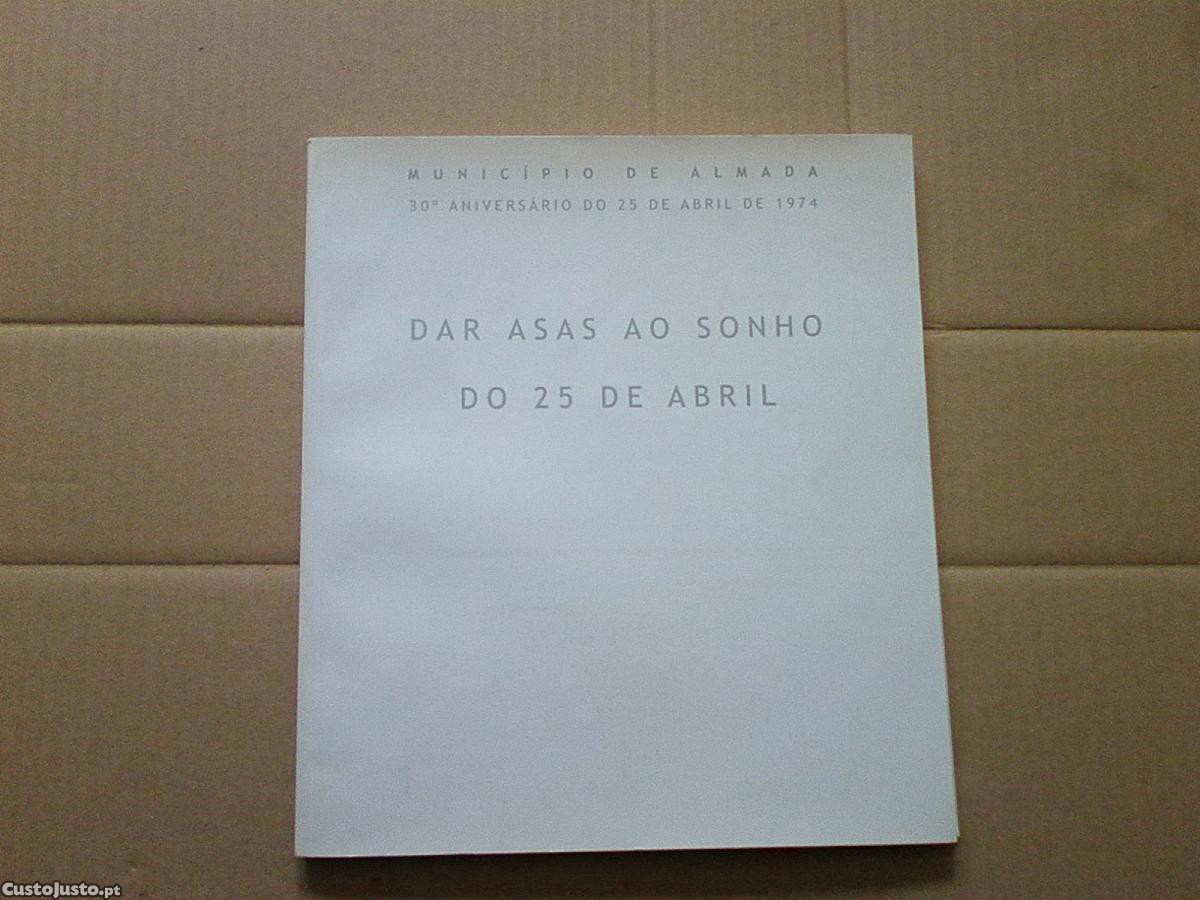 MUNICÍPIO DE ALMADA
30º ANIVERSÁRIO DO 25 DE ABRIL DE 1974
DAR ASAS AO SONHO
DO 25 DE ABRIL
CustoJusto.pt